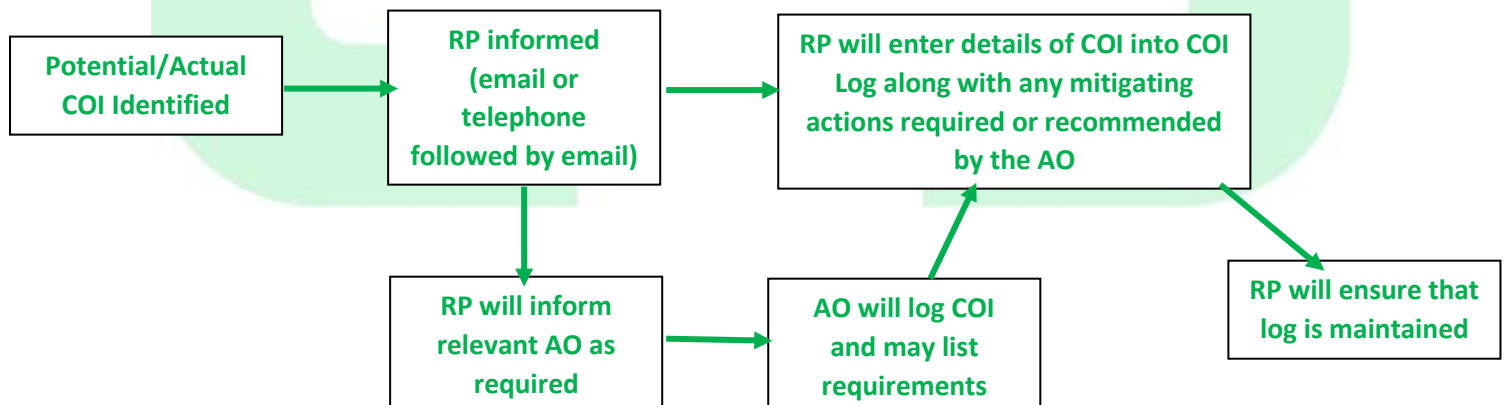 Potential/Actual
COI Identified
RP informed
(email or
telephone
followed by email)
RP will enter details of COI into COI
Log along with any mitigating
actions required or recommended
by the AO
RP will inform
relevant AO as
required
AO will log COI
and may list
requirements
RP will ensure that
log is maintained